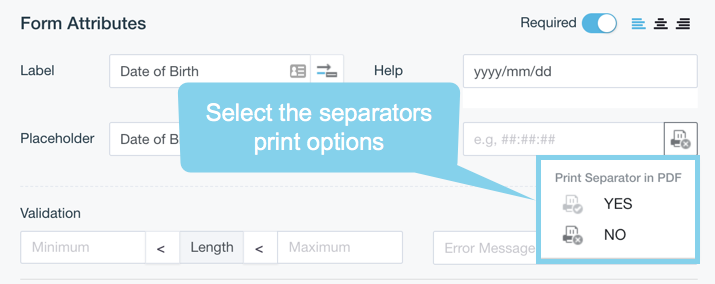 Form Attributes
Required
Label
Date of Birth
Help
yyyy/mm/dd
Select the separators
print options
Placeholder
Date of B
e.g, ##:##:##
Print Separator in PDF
YES
NO
Validation
Minimum
<
Length
<
Maximum
Error Message